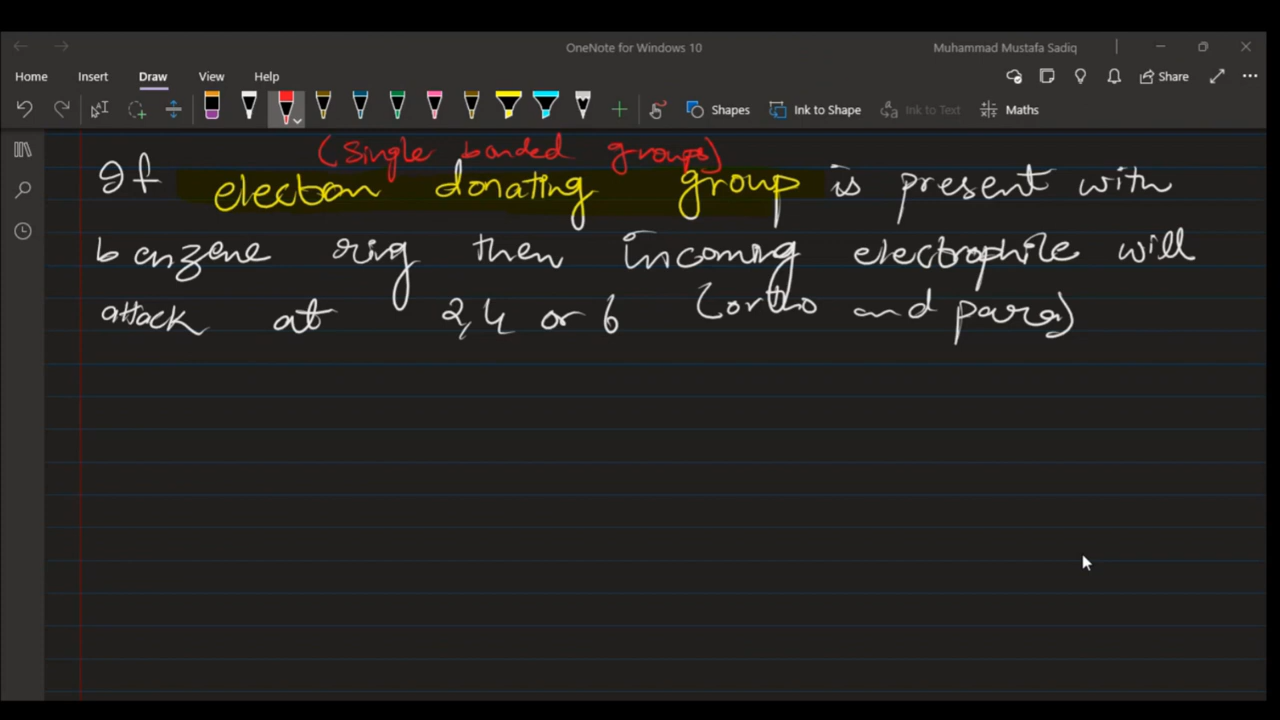 OneNote for Windows 10
Muhammad Mustafa Sadiq
Home Insert Draw View Help
Share
Shapes Ink to Shape Ink to Text Maths
(Single bonded groups)
If electron donating group is present with
benzene ring then incoming electrophile will
attack at 2,4 or 6 (ortho and para)